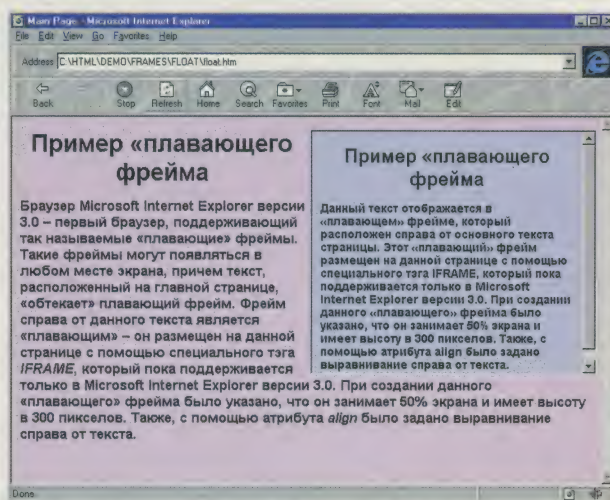 Main Page - Microsoft Internet Explorer
File Edit View Go Favorites Help
Address C:\HTML\DEMO\FRAMES\FLOAT\float.htm
Back Stop Refresh Home Search Favorites Print Font Mail Edit
Пример «плавающего
фрейма
Браузер Microsoft Internet Explorer версии
3.0 – первый браузер, поддерживающий
так называемые «плавающие» фреймы.
Такие фреймы могут появляться в
любом месте экрана, причем текст,
расположенный на главной странице,
«обтекает» плавающий фрейм. Фрейм
справа от данного текста является
«плавающим» – он размещен на данной
странице с помощью специального тэга
IFRAME, который пока поддерживается
только в Microsoft Internet Explorer версии 3.0. При создании данного
«плавающего» фрейма было указано, что он занимает 50% экрана и имеет высоту
в 300 пикселов. Также, с помощью атрибута align было задано выравнивание
справа от текста.
Пример «плавающего
фрейма
Данный текст отображается в
«плавающем» фрейме, который
расположен справа от основного текста
страницы. Этот «плавающий» фрейм
размещен на данной странице с помощью
специального тэга IFRAME, который пока
поддерживается только в Microsoft
Internet Explorer версии 3.0. При создании
данного «плавающего» фрейма было
указано, что он занимает 50% экрана и
имеет высоту в 300 пикселов. Также, с
помощью атрибута align было задано
выравнивание справа от текста.
Done